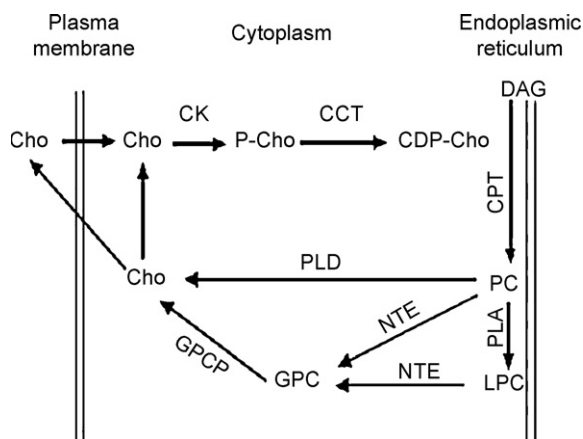 Plasma
membrane
Cytoplasm
Endoplasmic
reticulum
DAG
CK
CCT
Cho
Cho
P-Cho
CDP-Cho
CPT
Cho
PLD
PC
NTE
PLA
GPCP
GPC
NTE
LPC